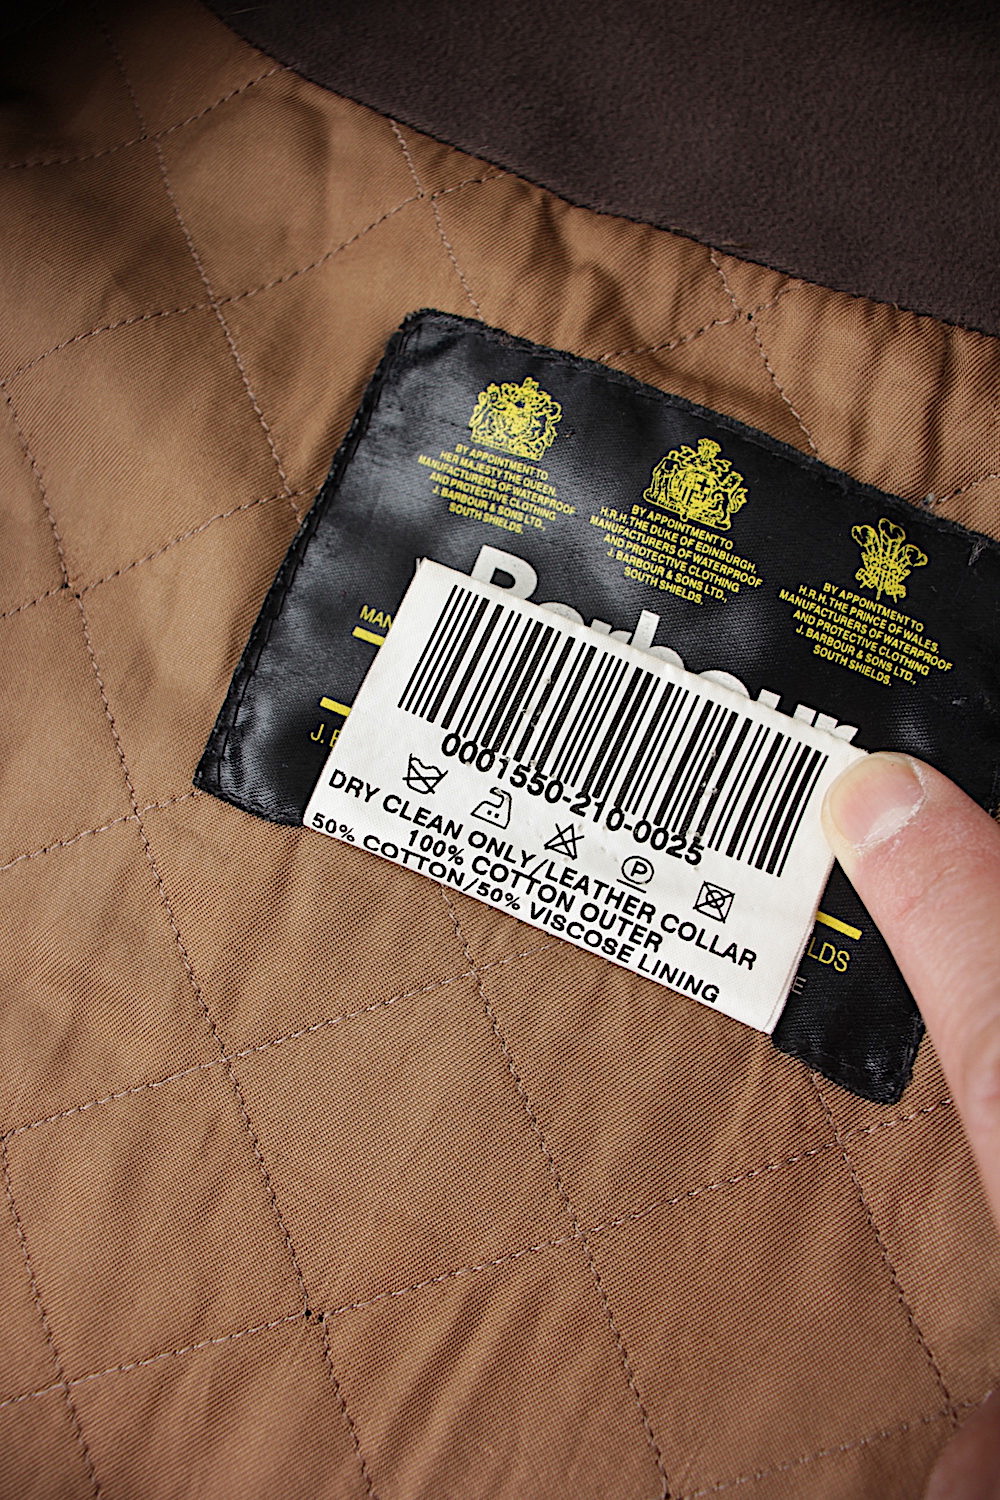 BY APPOINTMENT TO
HER MAJESTY THE QUEEN.
MANUFACTURERS OF WATERPROOF
AND PROTECTIVE CLOTHING
J. BARBOUR & SONS LTD.,
SOUTH SHIELDS.
BY APPOINTMENT TO
H.R.H. THE DUKE OF EDINBURGH.
MANUFACTURERS OF WATERPROOF
AND PROTECTIVE CLOTHING
J. BARBOUR & SONS LTD.,
SOUTH SHIELDS.
BY APPOINTMENT TO
H.R.H. THE PRINCE OF WALES.
MANUFACTURERS OF WATERPROOF
AND PROTECTIVE CLOTHING
J. BARBOUR & SONS LTD.,
SOUTH SHIELDS.
Barbour
MAN
J.
0001550-210-0025
P
DRY CLEAN ONLY/LEATHER COLLAR
100% COTTON OUTER
50% COTTON/50% VISCOSE LINING
LDS
E